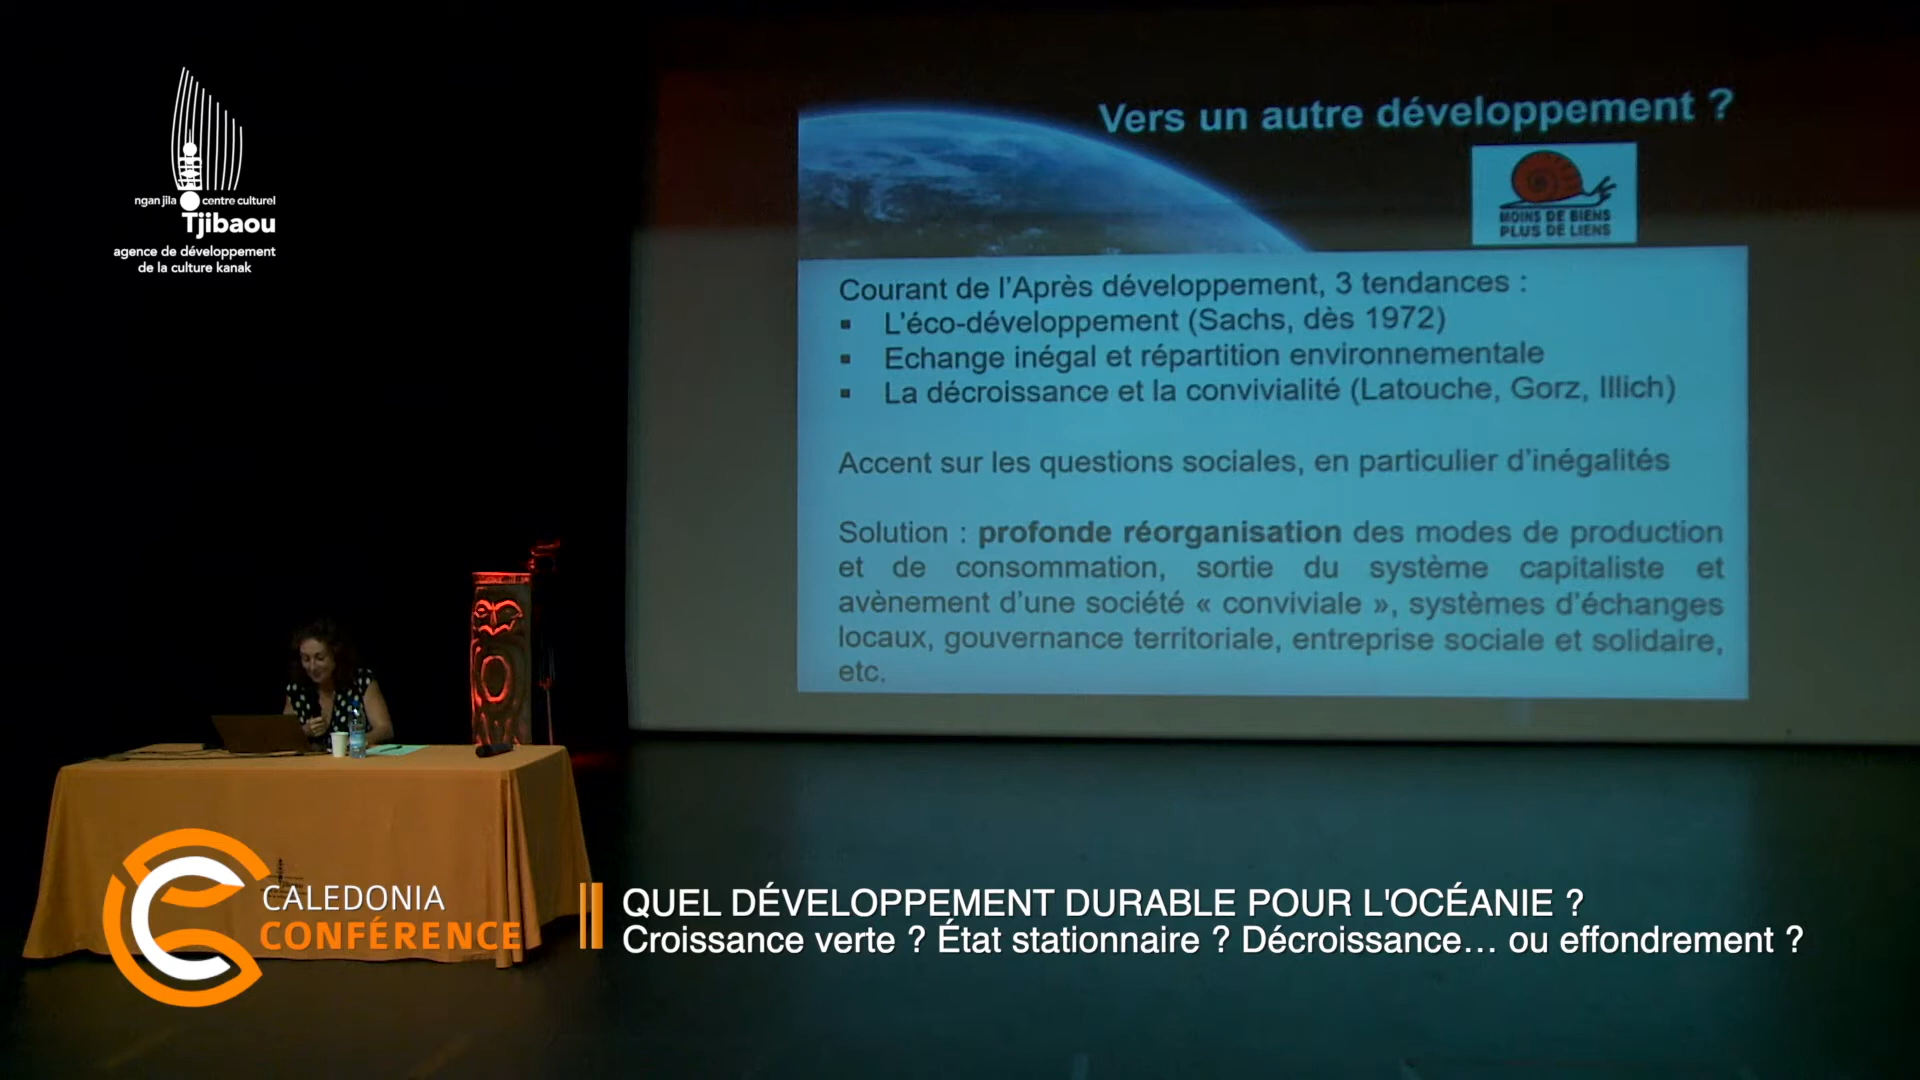 ngan jila centre culturel
Tjibaou
agence de développement
de la culture kanak
Vers un autre développement ?
MOINS DE BIENS
PLUS DE LIENS
Courant de l'Après développement, 3 tendances :
▪ L'éco-développement (Sachs, dès 1972)
▪ Echange inégal et répartition environnementale
▪ La décroissance et la convivialité (Latouche, Gorz, Illich)
Accent sur les questions sociales, en particulier d'inégalités
Solution : profonde réorganisation des modes de production
et de consommation, sortie du système capitaliste et
avènement d'une société « conviviale », systèmes d'échanges
locaux, gouvernance territoriale, entreprise sociale et solidaire,
etc.
CALEDONIA
CONFÉRENCE
QUEL DÉVELOPPEMENT DURABLE POUR L'OCÉANIE ?
Croissance verte ? État stationnaire ? Décroissance... ou effondrement ?